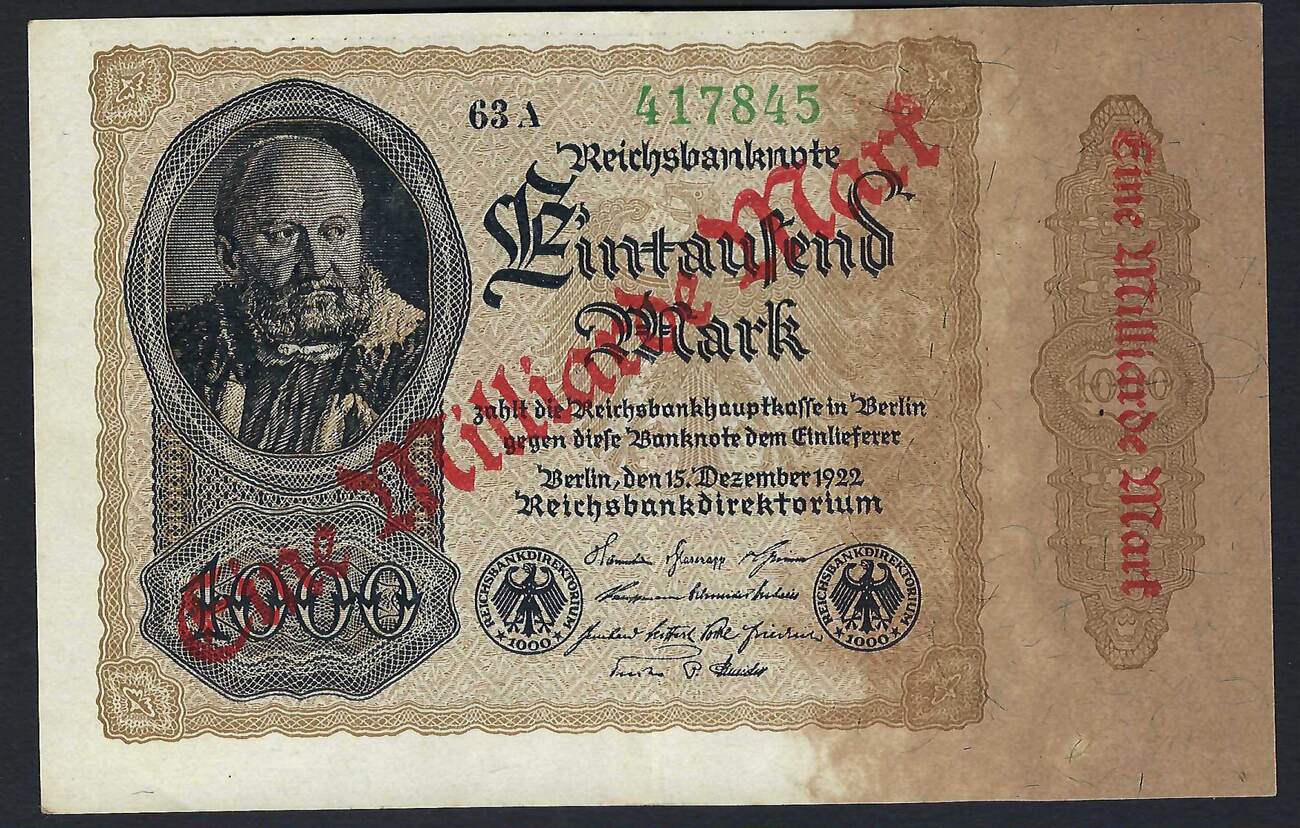 63 A 417845
Reichsbanknote
Eintausend
Mark
zahlt die Reichsbankhauptkasse in Berlin
gegen diese Banknote dem Einlieferer
Berlin, den 15. Dezember 1922
Reichsbankdirektorium
Eine Milliarde Mark
1000
REICHSBANKDIREKTORIUM
1000
REICHSBANKDIREKTORIUM
1000
Eine Milliarde Mark
1000